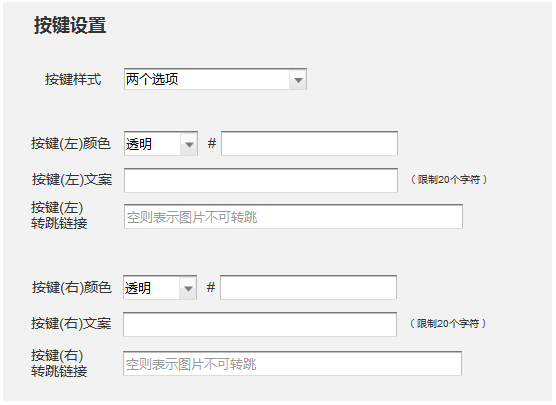 按键设置
按键样式 两个选项
按键(左)颜色 透明 #
按键(左)文案 （限制20个字符）
按键(左)
转跳链接 空则表示图片不可转跳
按键(右)颜色 透明 #
按键(右)文案 （限制20个字符）
按键(右)
转跳链接 空则表示图片不可转跳